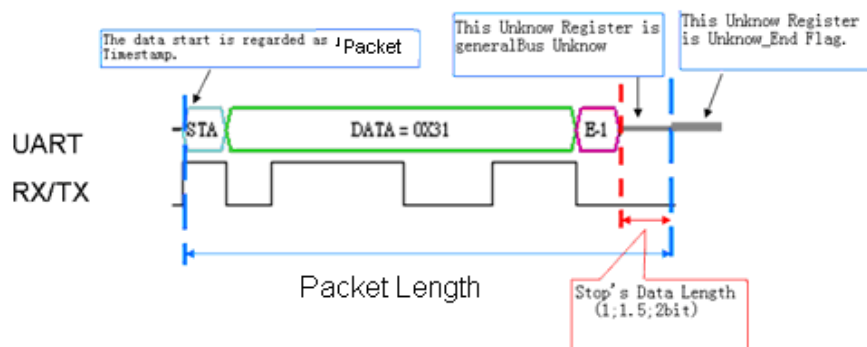 The data start is regarded as Packet
Timestamp.
This Unknow Register is
generalBus Unknow
This Unknow Register
is Unknow_End Flag.
STA
DATA = 0X31
E-1
UART
RX/TX
Packet Length
Stop's Data Length
(1;1.5;2bit)